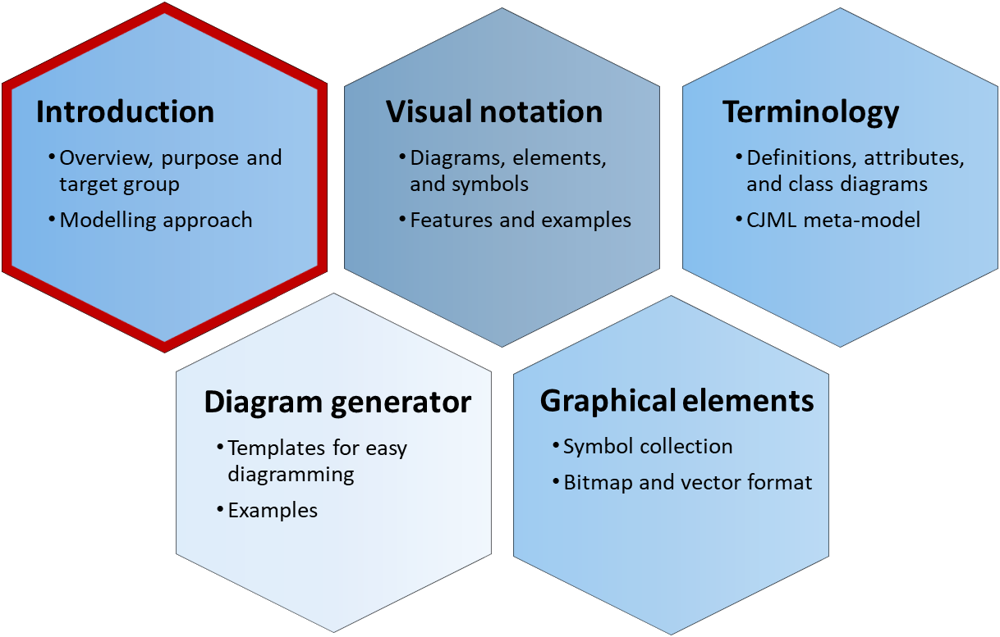 Introduction
• Overview, purpose and
target group
• Modelling approach
Visual notation
• Diagrams, elements,
and symbols
• Features and examples
Terminology
• Definitions, attributes,
and class diagrams
• CJML meta-model
Diagram generator
• Templates for easy
diagramming
• Examples
Graphical elements
• Symbol collection
• Bitmap and vector format